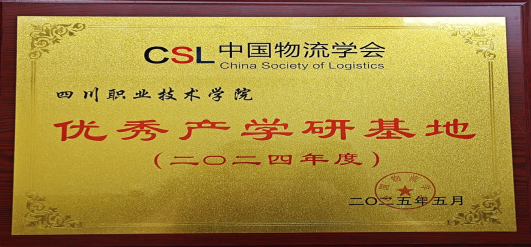 CSL 中国物流学会
China Society of Logistics
四川职业技术学院
优秀产学研基地
（二〇二四年度）
二〇二五年五月